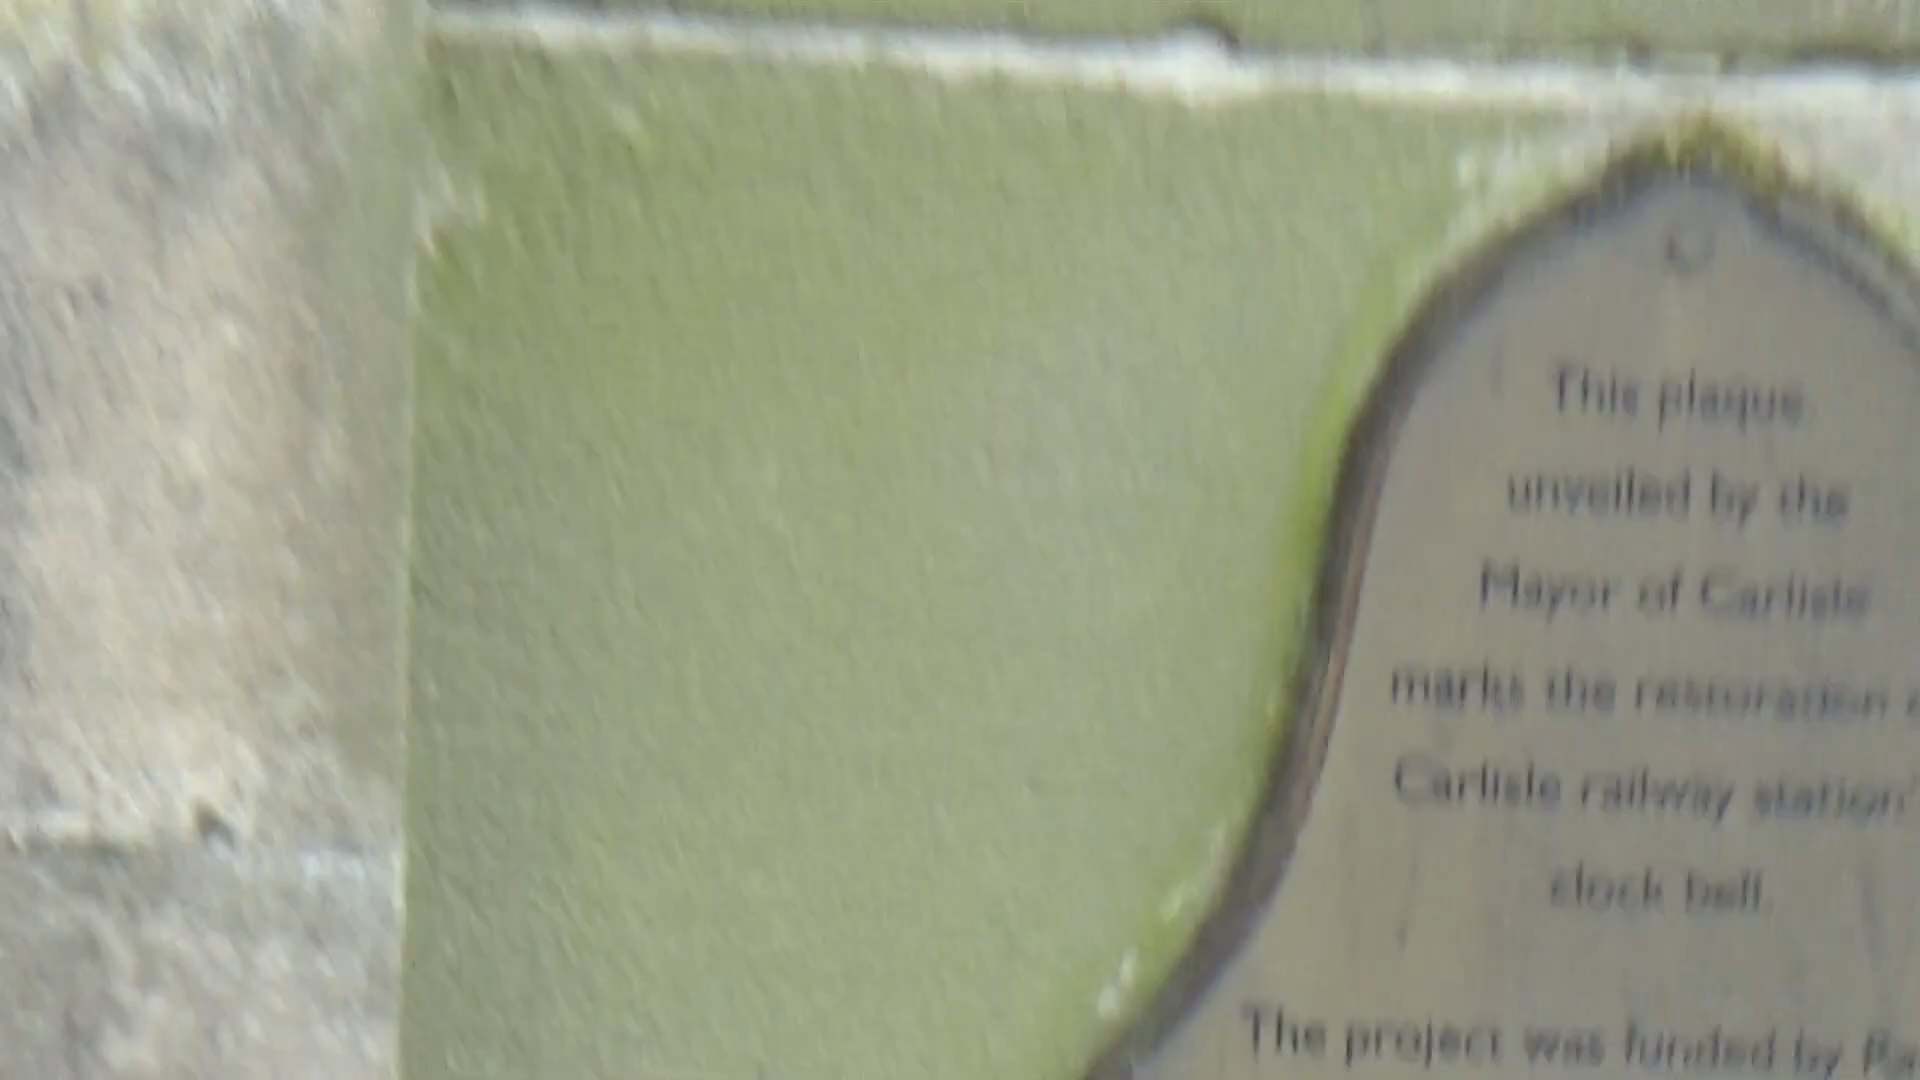 This plaque
unveiled by the
Mayor of Carlisle
marks the restoration
Carlisle railway station'
clock bell.
The project was funded by